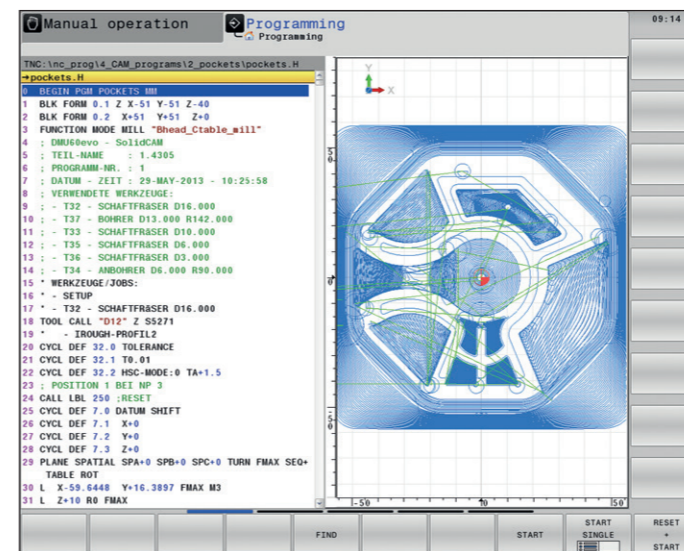 Manual operation
Programming
Programming
09:14
TNC:\nc_prog\4_CAM_programs\2_pockets\pockets.H
→pockets.H
0 BEGIN PGM POCKETS MM
1 BLK FORM 0.1 Z X-51 Y-51 Z-40
2 BLK FORM 0.2 X+51 Y+51 Z+0
3 FUNCTION MODE MILL "Bhead_Ctable_mill"
4 ; DMU60evo - SolidCAM
5 ; TEIL-NAME : 1.4305
6 ; PROGRAMM-NR. : 1
7 ; DATUM - ZEIT : 29-MAY-2013 - 10:25:58
8 ; VERWENDETE WERKZEUGE:
9 ; - T32 - SCHAFTFRäSER D16.000
10 ; - T37 - BOHRER D13.000 R142.000
11 ; - T33 - SCHAFTFRäSER D10.000
12 ; - T35 - SCHAFTFRäSER D6.000
13 ; - T36 - SCHAFTFRäSER D3.000
14 ; - T34 - ANBOHRER D6.000 R90.000
15 * WERKZEUGE/JOBS:
16 * - SETUP
17 * - T32 - SCHAFTFRäSER D16.000
18 TOOL CALL "D12" Z S5271
19 * - IROUGH-PROFIL2
20 CYCL DEF 32.0 TOLERANCE
21 CYCL DEF 32.1 T0.01
22 CYCL DEF 32.2 HSC-MODE:0 TA+1.5
23 ; POSITION 1 BEI NP 3
24 CALL LBL 250 ;RESET
25 CYCL DEF 7.0 DATUM SHIFT
26 CYCL DEF 7.1 X+0
27 CYCL DEF 7.2 Y+0
28 CYCL DEF 7.3 Z+0
29 PLANE SPATIAL SPA+0 SPB+0 SPC+0 TURN FMAX SEQ+
TABLE ROT
30 L X-59.6448 Y+16.3897 FMAX M3
31 L Z+10 R0 FMAX
Y
X
-50
0
50
FIND
START
START
SINGLE
RESET
+
START